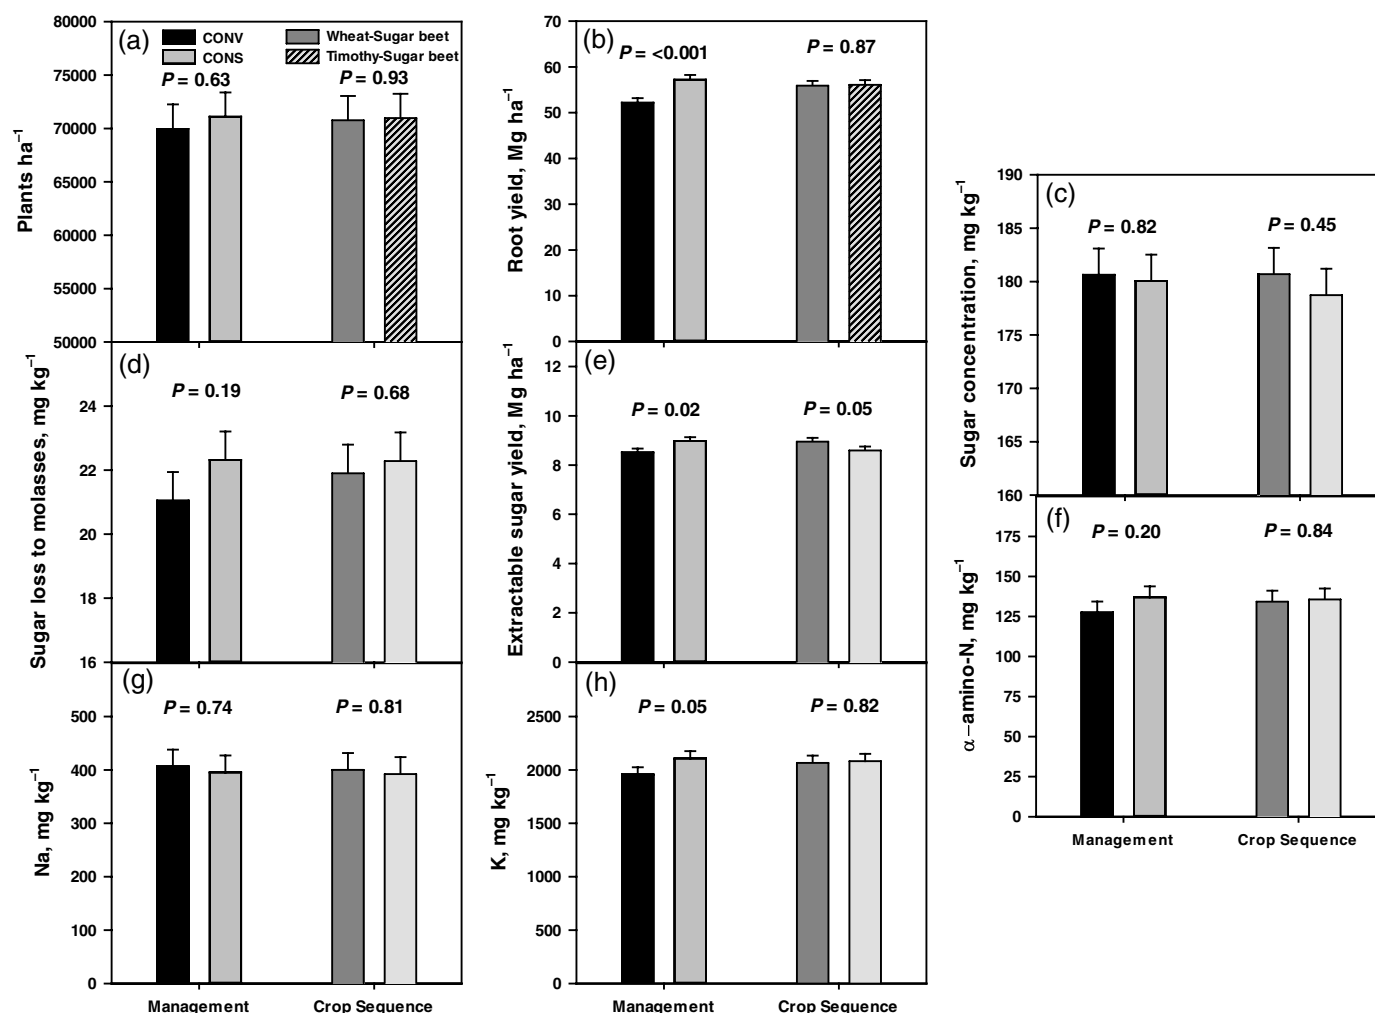 (a)
CONV
CONS
Wheat-Sugar beet
Timothy-Sugar beet
P = 0.63
P = 0.93
Plants ha⁻¹
80000
75000
70000
65000
60000
55000
50000
(b)
P = <0.001
P = 0.87
Root yield, Mg ha⁻¹
70
60
50
40
30
20
10
0
(c)
P = 0.82
P = 0.45
Sugar concentration, mg kg⁻¹
190
185
180
175
170
165
160
(d)
P = 0.19
P = 0.68
Sugar loss to molasses, mg kg⁻¹
24
22
20
18
16
(e)
P = 0.02
P = 0.05
Extractable sugar yield, Mg ha⁻¹
12
10
8
6
4
2
0
(f)
P = 0.20
P = 0.84
α−amino-N, mg kg⁻¹
175
150
125
100
75
50
25
0
Management
Crop Sequence
(g)
P = 0.74
P = 0.81
Na, mg kg⁻¹
500
400
300
200
100
0
Management
Crop Sequence
(h)
P = 0.05
P = 0.82
K, mg kg⁻¹
2500
2000
1500
1000
500
0
Management
Crop Sequence